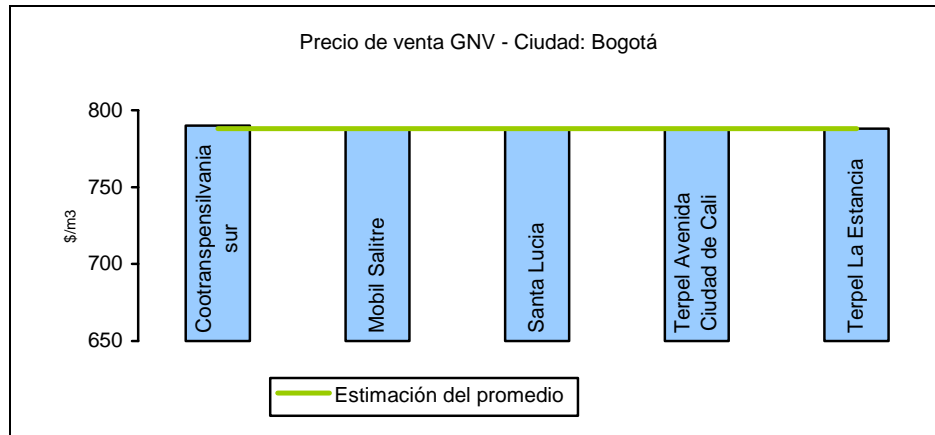 Precio de venta GNV - Ciudad: Bogotá
$/m3
800
750
700
650
Cootranspensilvania
sur
Mobil Salitre
Santa Lucia
Terpel Avenida
Ciudad de Cali
Terpel La Estancia
Estimación del promedio